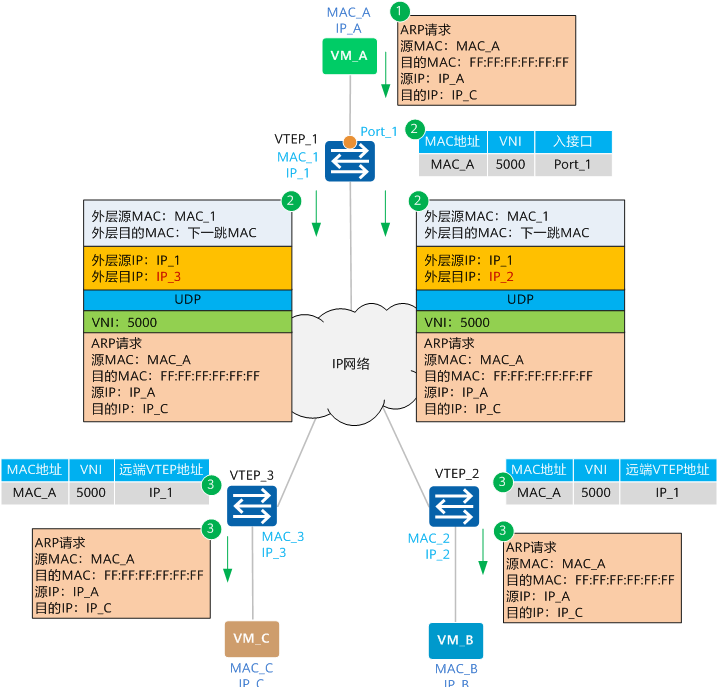 MAC_A
IP_A
VM_A
1
ARP请求
源MAC：MAC_A
目的MAC：FF:FF:FF:FF:FF:FF
源IP：IP_A
目的IP：IP_C
VTEP_1
MAC_1
IP_1
Port_1
2
MAC地址 VNI 入接口
MAC_A 5000 Port_1
2
外层源MAC：MAC_1
外层目的MAC：下一跳MAC
外层源IP：IP_1
外层目IP：IP_3
UDP
VNI：5000
ARP请求
源MAC：MAC_A
目的MAC：FF:FF:FF:FF:FF:FF
源IP：IP_A
目的IP：IP_C
2
外层源MAC：MAC_1
外层目的MAC：下一跳MAC
外层源IP：IP_1
外层目IP：IP_2
UDP
VNI：5000
ARP请求
源MAC：MAC_A
目的MAC：FF:FF:FF:FF:FF:FF
源IP：IP_A
目的IP：IP_C
IP网络
MAC地址 VNI 远端VTEP地址
MAC_A 5000 IP_1
3
VTEP_3
MAC_3
IP_3
3
ARP请求
源MAC：MAC_A
目的MAC：FF:FF:FF:FF:FF:FF
源IP：IP_A
目的IP：IP_C
VM_C
MAC_C
IP_C
VTEP_2
MAC_2
IP_2
3
MAC地址 VNI 远端VTEP地址
MAC_A 5000 IP_1
3
ARP请求
源MAC：MAC_A
目的MAC：FF:FF:FF:FF:FF:FF
源IP：IP_A
目的IP：IP_C
VM_B
MAC_B
IP_B